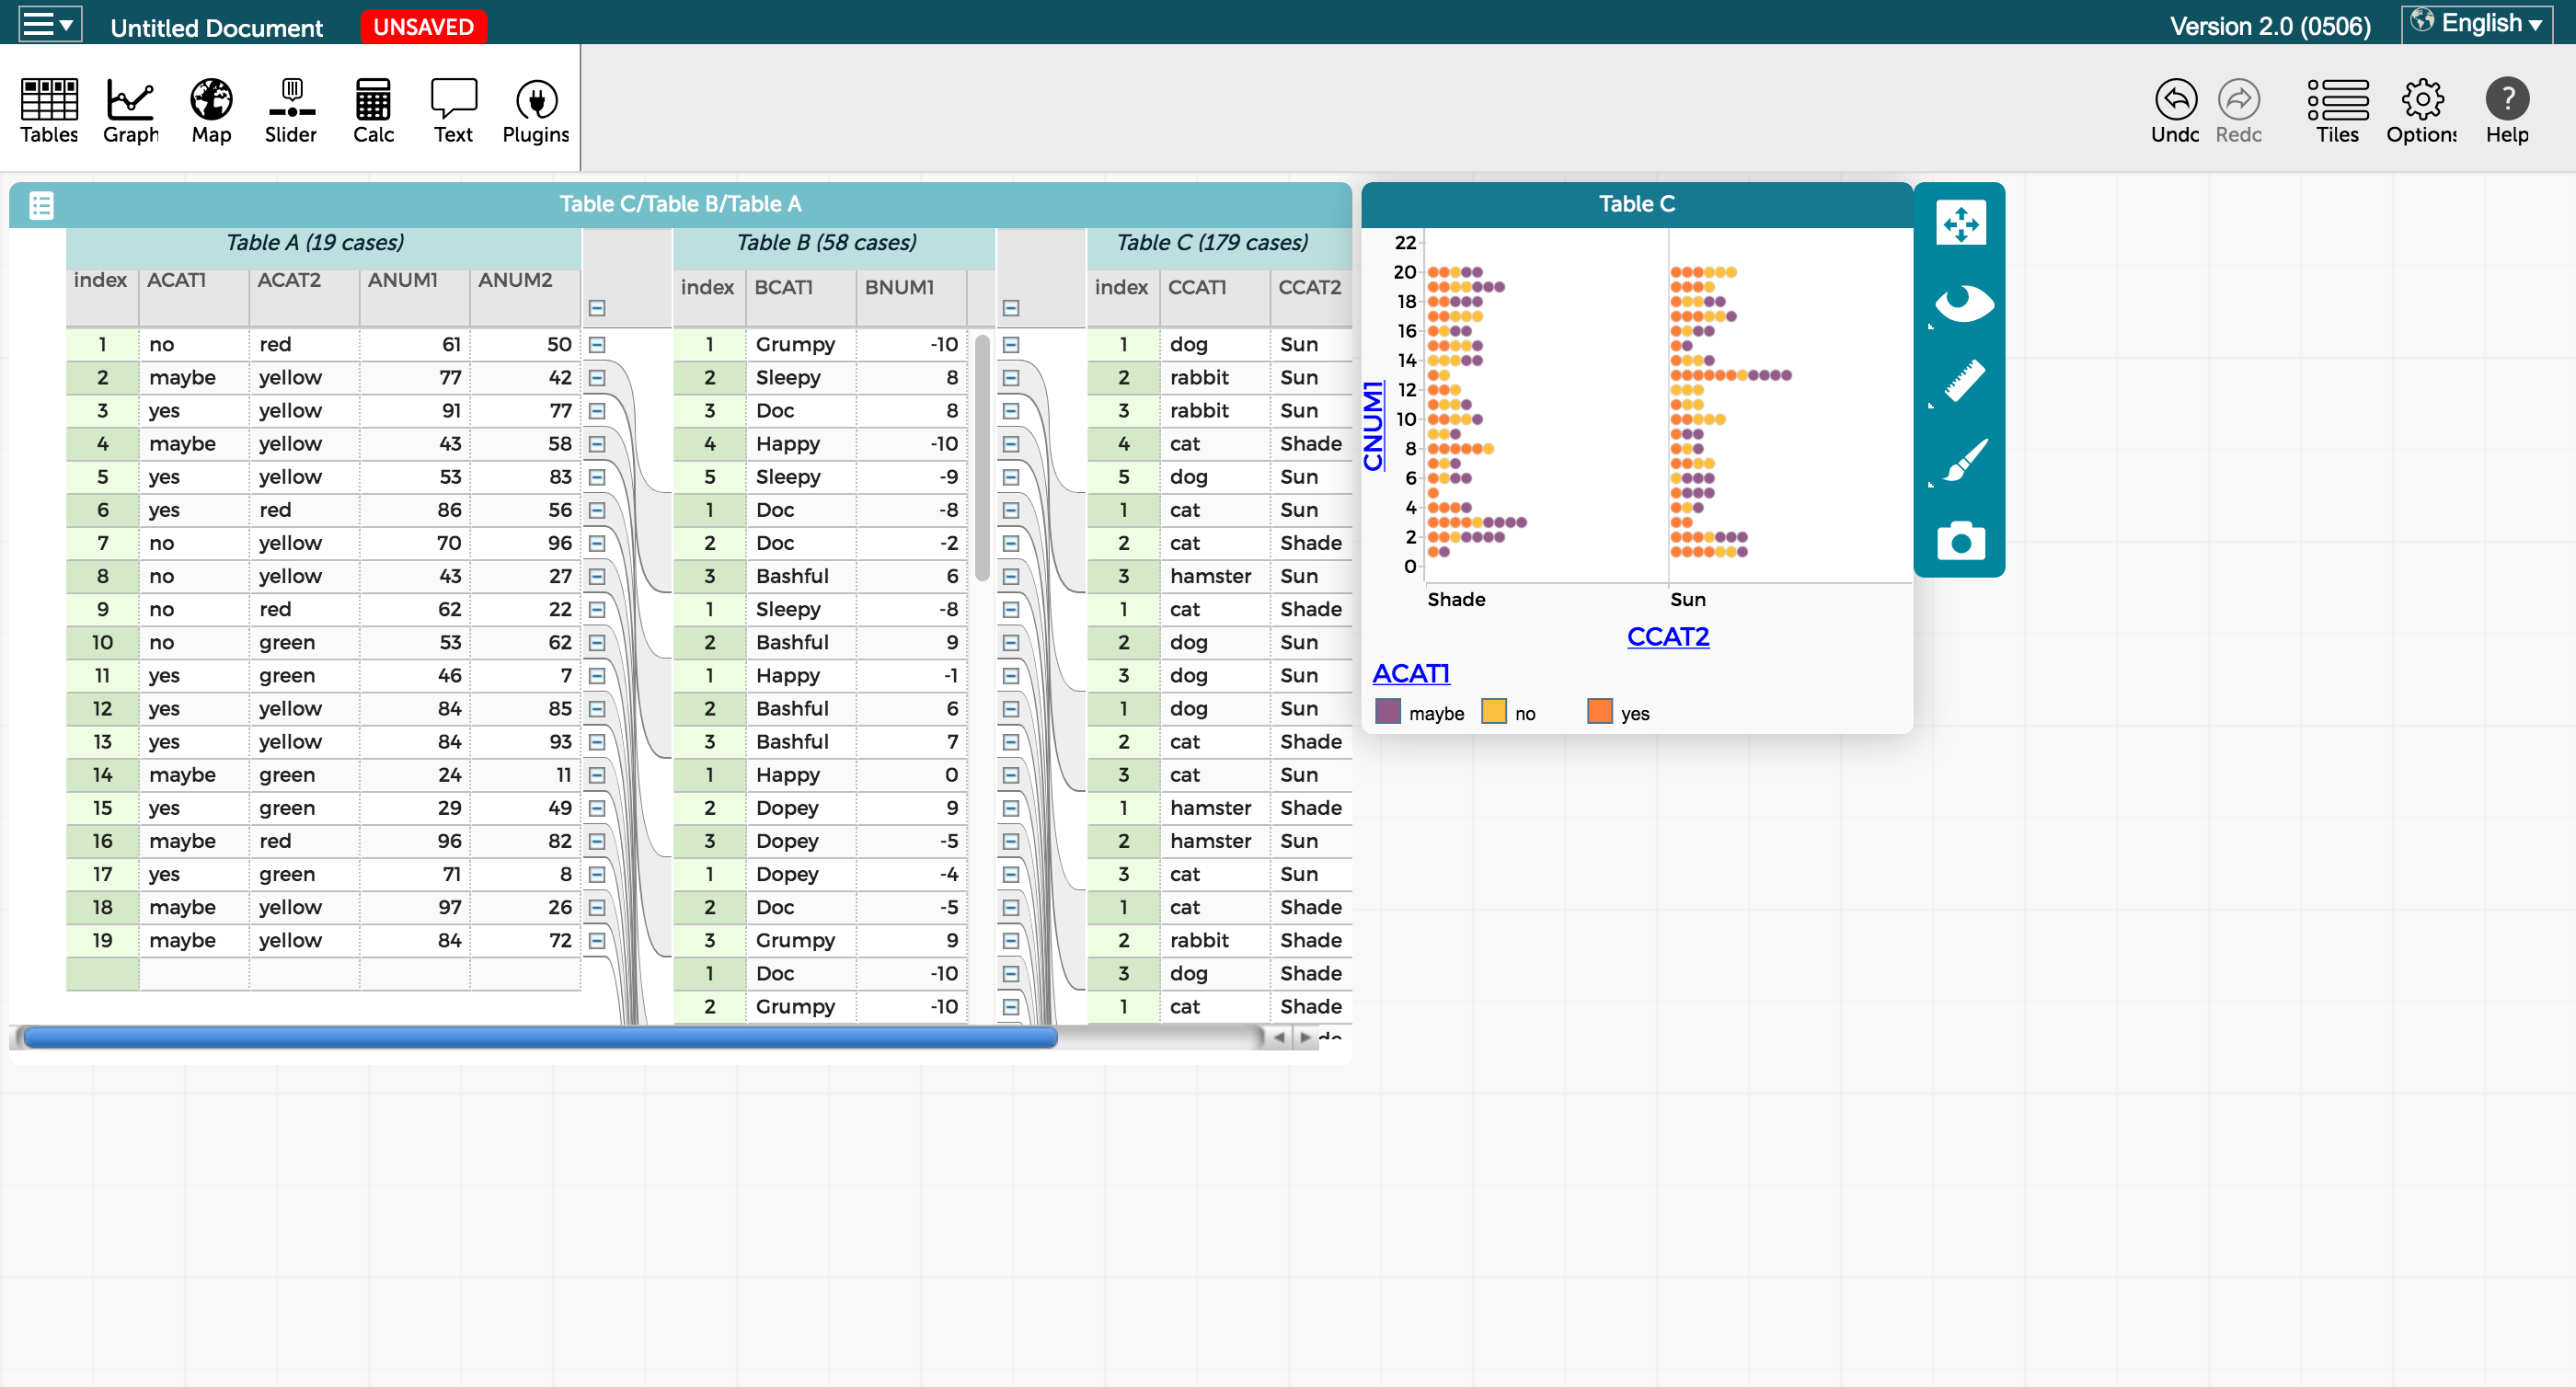 Untitled Document UNSAVED Version 2.0 (0506) English
Tables Graph Map Slider Calc Text Plugins Undo Redo Tiles Options Help
Table C/Table B/Table A
Table A (19 cases) Table B (58 cases) Table C (179 cases)
index ACAT1 ACAT2 ANUM1 ANUM2 index BCAT1 BNUM1 index CCAT1 CCAT2
1 no red 61 50 1 Grumpy -10 1 dog Sun
2 maybe yellow 77 42 2 Sleepy 8 2 rabbit Sun
3 yes yellow 91 77 3 Doc 8 3 rabbit Sun
4 maybe yellow 43 58 4 Happy -10 4 cat Shade
5 yes yellow 53 83 5 Sleepy -9 5 dog Sun
6 yes red 86 56 1 Doc -8 1 cat Sun
7 no yellow 70 96 2 Doc -2 2 cat Shade
8 no yellow 43 27 3 Bashful 6 3 hamster Sun
9 no red 62 22 1 Sleepy -8 1 cat Shade
10 no green 53 62 2 Bashful 9 2 dog Sun
11 yes green 46 7 1 Happy -1 3 dog Sun
12 yes yellow 84 85 2 Bashful 6 1 dog Sun
13 yes yellow 84 93 3 Bashful 7 2 cat Shade
14 maybe green 24 11 1 Happy 0 3 cat Sun
15 yes green 29 49 2 Dopey 9 1 hamster Shade
16 maybe red 96 82 3 Dopey -5 2 hamster Sun
17 yes green 71 8 1 Dopey -4 3 cat Sun
18 maybe yellow 97 26 2 Doc -5 1 cat Shade
19 maybe yellow 84 72 3 Grumpy 9 2 rabbit Shade
1 Doc -10 3 dog Shade
2 Grumpy -10 1 cat Shade
Table C
22
20
18
16
14
12
10
8
6
4
2
0
CNUM1
Shade Sun
CCAT2
ACAT1
maybe no yes